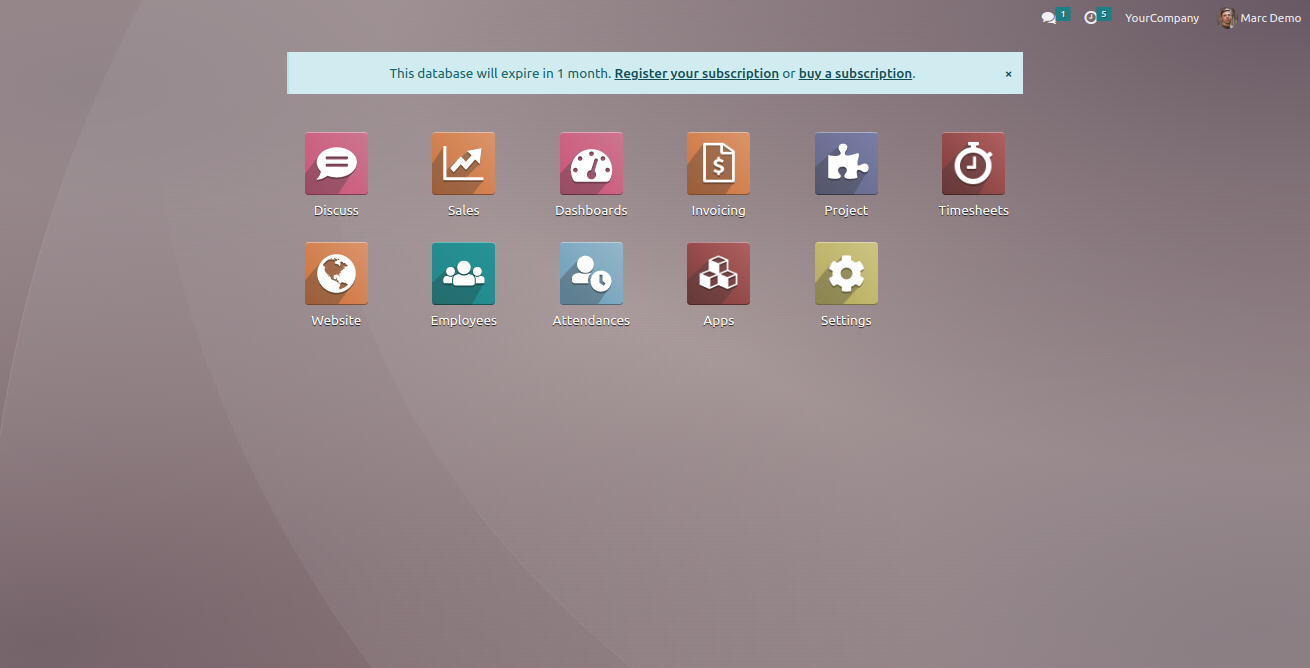 1 5 YourCompany Marc Demo
This database will expire in 1 month. Register your subscription or buy a subscription. ×
Discuss Sales Dashboards Invoicing Project Timesheets
Website Employees Attendances Apps Settings